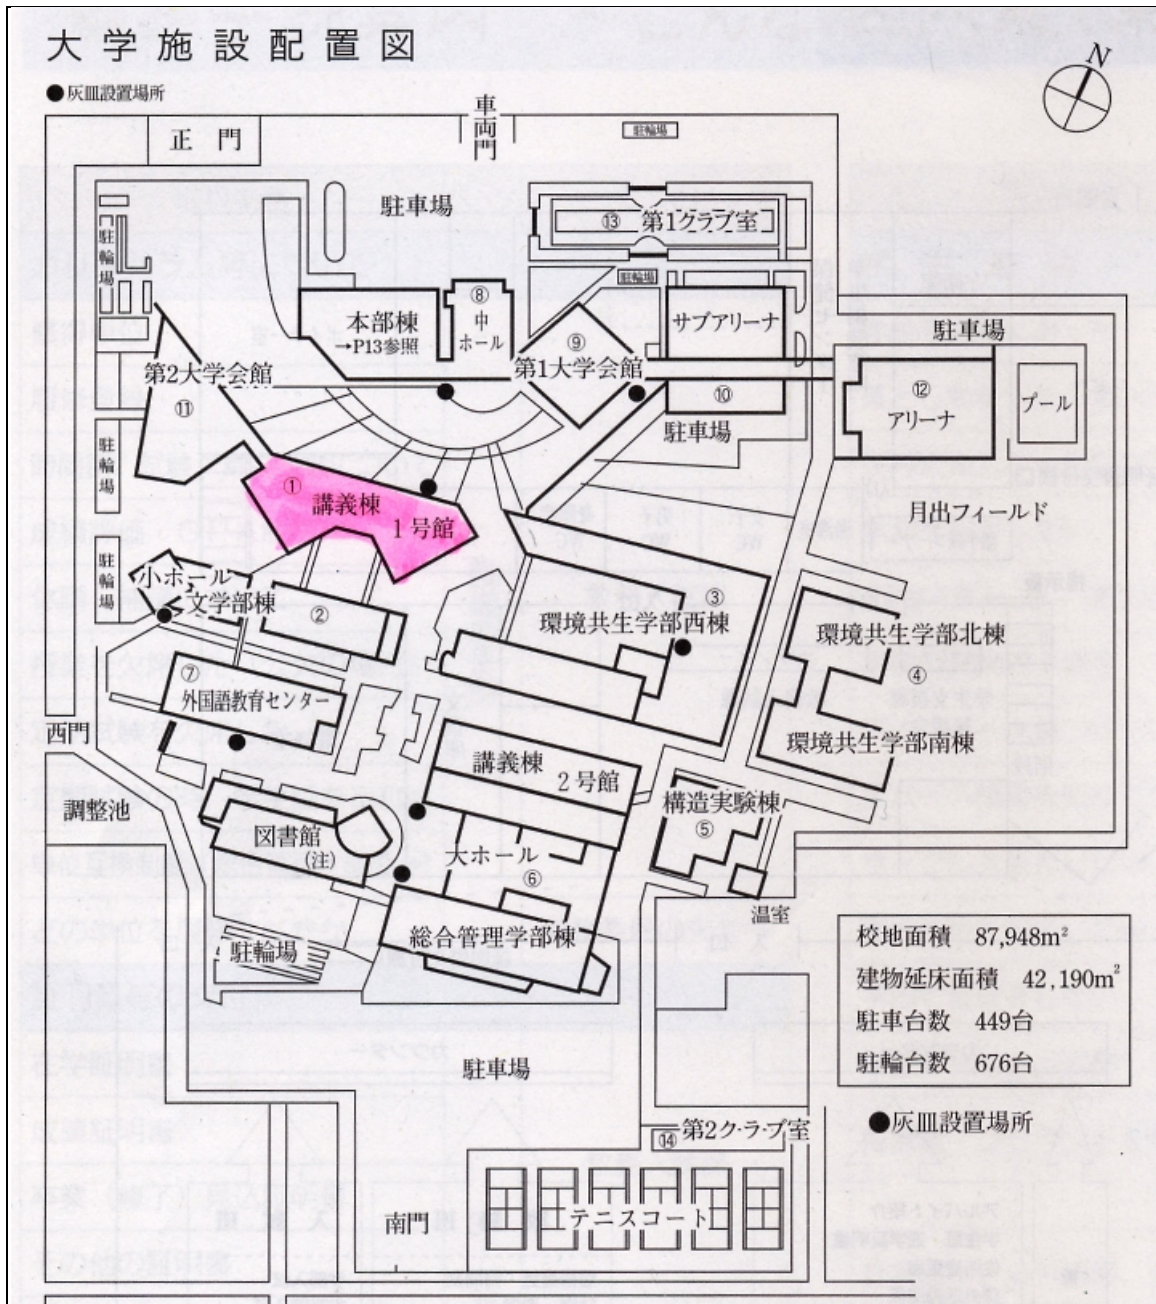 大学施設配置図
N
●灰皿設置場所
車両門
駐輪場
正門
駐車場
⑬ 第1クラブ室
駐輪場
駐輪場
⑧
中
ホール
本部棟
P13参照
サブアリーナ
駐車場
⑨
第1大学会館
第2大学会館
⑪
⑩
⑫
アリーナ
プール
駐車場
駐輪場
① 講義棟
1号館
月出フィールド
駐輪場
小ホール
文学部棟
②
③
環境共生学部西棟
環境共生学部北棟
④
⑦
外国語教育センター
西門
環境共生学部南棟
講義棟
2号館
調整池
構造実験棟
⑤
図書館
(注)
大ホール
⑥
温室
総合管理学部棟
駐輪場
校地面積 87,948m²
建物延床面積 42,190m²
駐車台数 449台
駐輪台数 676台
駐車場
●灰皿設置場所
⑭ 第2クラブ室
南門
テニスコート